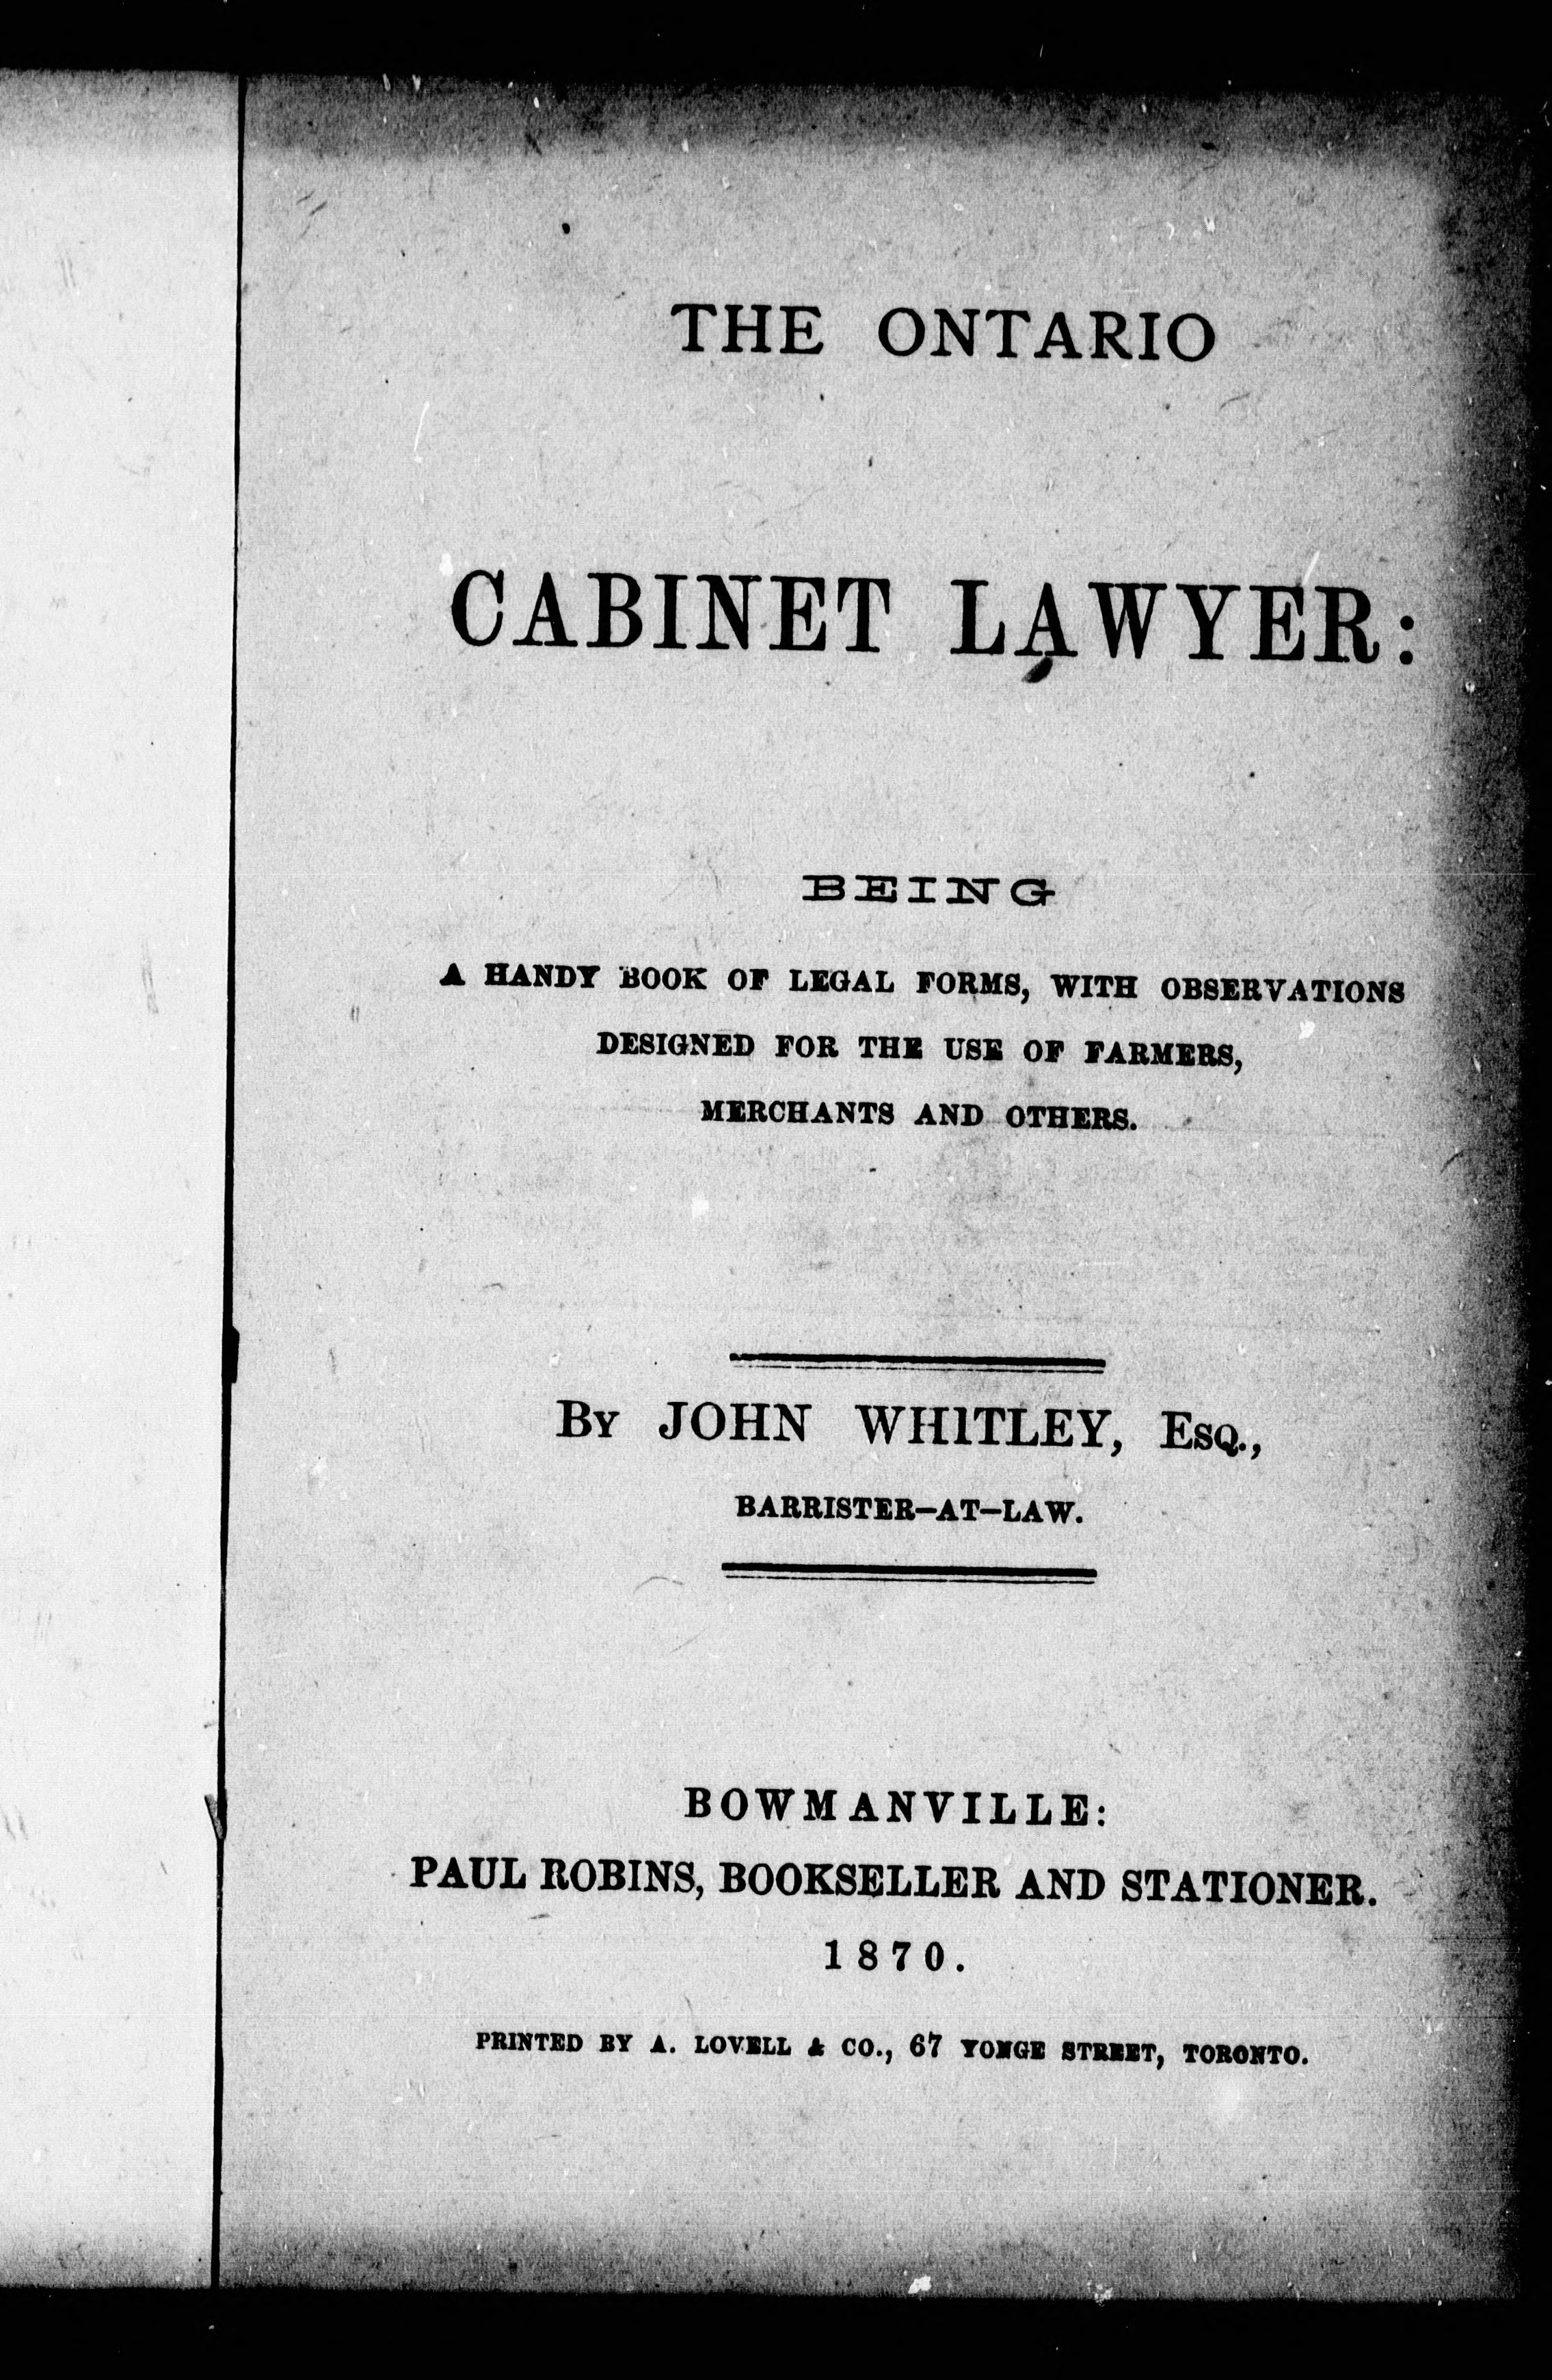 THE ONTARIO
CABINET LAWYER:
BEING
A HANDY BOOK OF LEGAL FORMS, WITH OBSERVATIONS
DESIGNED FOR THE USE OF FARMERS,
MERCHANTS AND OTHERS.
By JOHN WHITLEY, Esq.,
BARRISTER-AT-LAW.
BOWMANVILLE:
PAUL ROBINS, BOOKSELLER AND STATIONER.
1870.
PRINTED BY A. LOVELL & CO., 67 YONGE STREET, TORONTO.